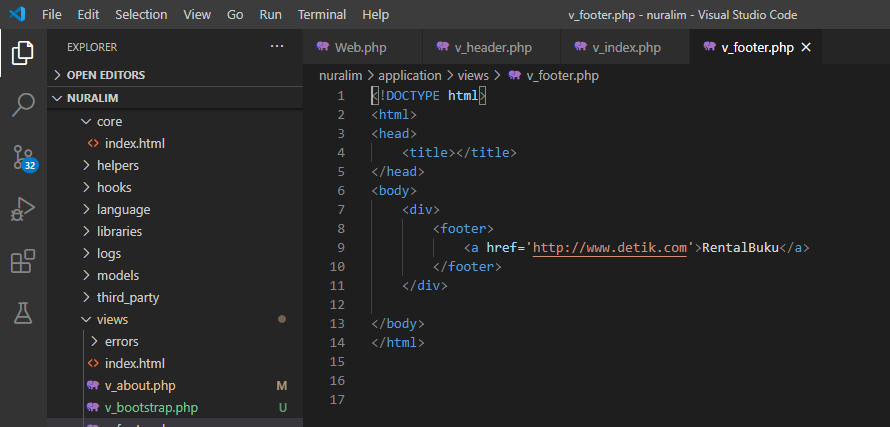 File Edit Selection View Go Run Terminal Help v_footer.php - nuralim - Visual Studio Code
EXPLORER ···
OPEN EDITORS
NURALIM
core
index.html
helpers
hooks
language
libraries
logs
models
third_party
views
errors
index.html
v_about.php M
v_bootstrap.php U
32
Web.php v_header.php v_index.php v_footer.php
nuralim > application > views > v_footer.php
1 <!DOCTYPE html>
2 <html>
3 <head>
4 <title></title>
5 </head>
6 <body>
7 <div>
8 <footer>
9 <a href='http://www.detik.com'>RentalBuku</a>
10 </footer>
11 </div>
12
13 </body>
14 </html>
15
16
17